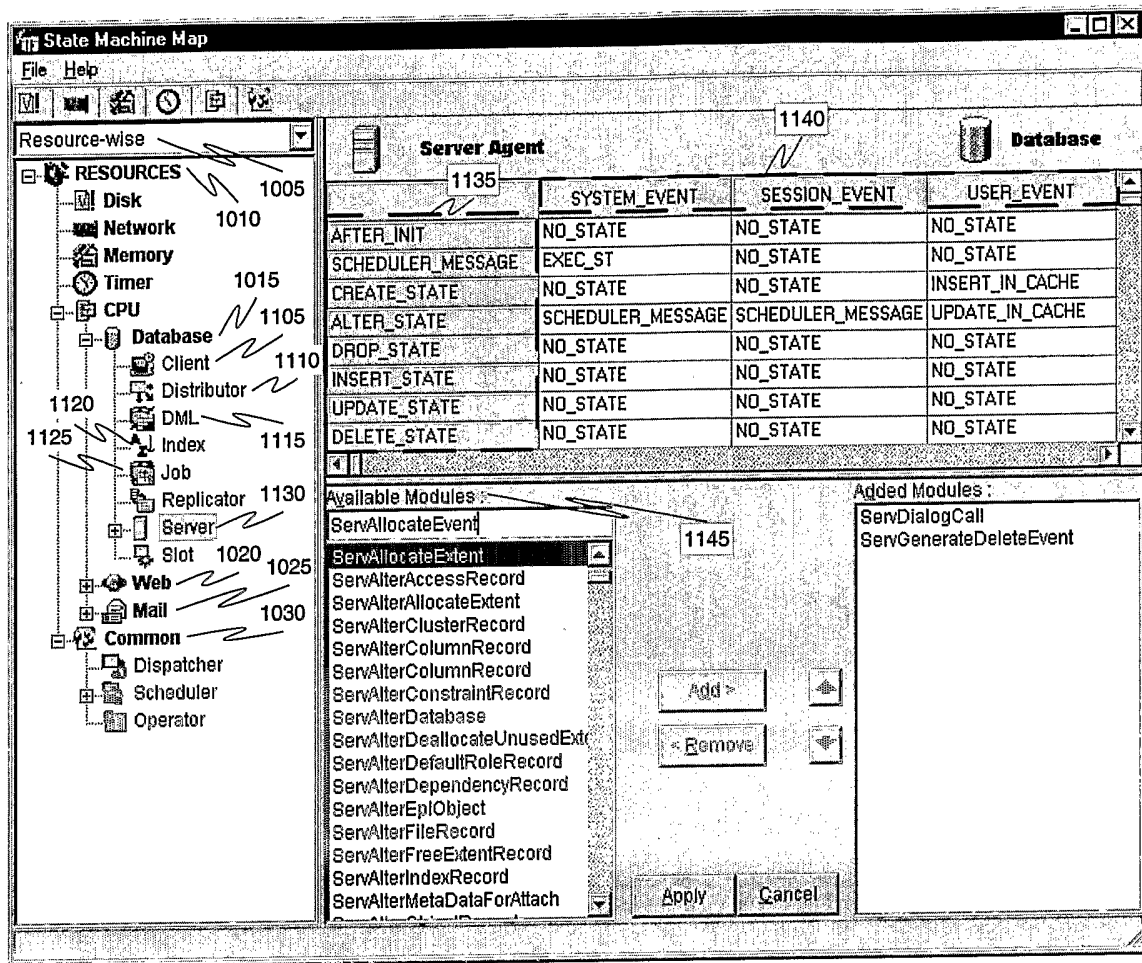 State Machine Map
File Help
Resource-wise
RESOURCES
1005
1010
Disk
Network
Memory
Timer
1015
CPU
Database
1105
Client
1110
Distributor
1120
DML
1125
1115
Index
Job
Replicator
1130
Server
Slot
1020
1025
Web
Mail
1030
Common
Dispatcher
Scheduler
Operator
Server Agent
1140
Database
1135
SYSTEM_EVENT SESSION_EVENT USER_EVENT
AFTER_INIT NO_STATE NO_STATE NO_STATE
SCHEDULER_MESSAGE EXEC_ST NO_STATE NO_STATE
CREATE_STATE NO_STATE NO_STATE INSERT_IN_CACHE
ALTER_STATE SCHEDULER_MESSAGE SCHEDULER_MESSAGE UPDATE_IN_CACHE
DROP_STATE NO_STATE NO_STATE NO_STATE
INSERT_STATE NO_STATE NO_STATE NO_STATE
UPDATE_STATE NO_STATE NO_STATE NO_STATE
DELETE_STATE NO_STATE NO_STATE NO_STATE
Available Modules :
1145
ServAllocateEvent
ServAllocateExtent
ServAlterAccessRecord
ServAlterAllocateExtent
ServAlterClusterRecord
ServAlterColumnRecord
ServAlterColumnRecord
ServAlterConstraintRecord
ServAlterDatabase
ServAlterDeallocateUnusedExte
ServAlterDefaultRoleRecord
ServAlterDependencyRecord
ServAlterEplObject
ServAlterFileRecord
ServAlterFreeExtentRecord
ServAlterIndexRecord
ServAlterMetaDataForAttach
Add >
< Remove
Apply Cancel
Added Modules :
ServDialogCall
ServGenerateDeleteEvent